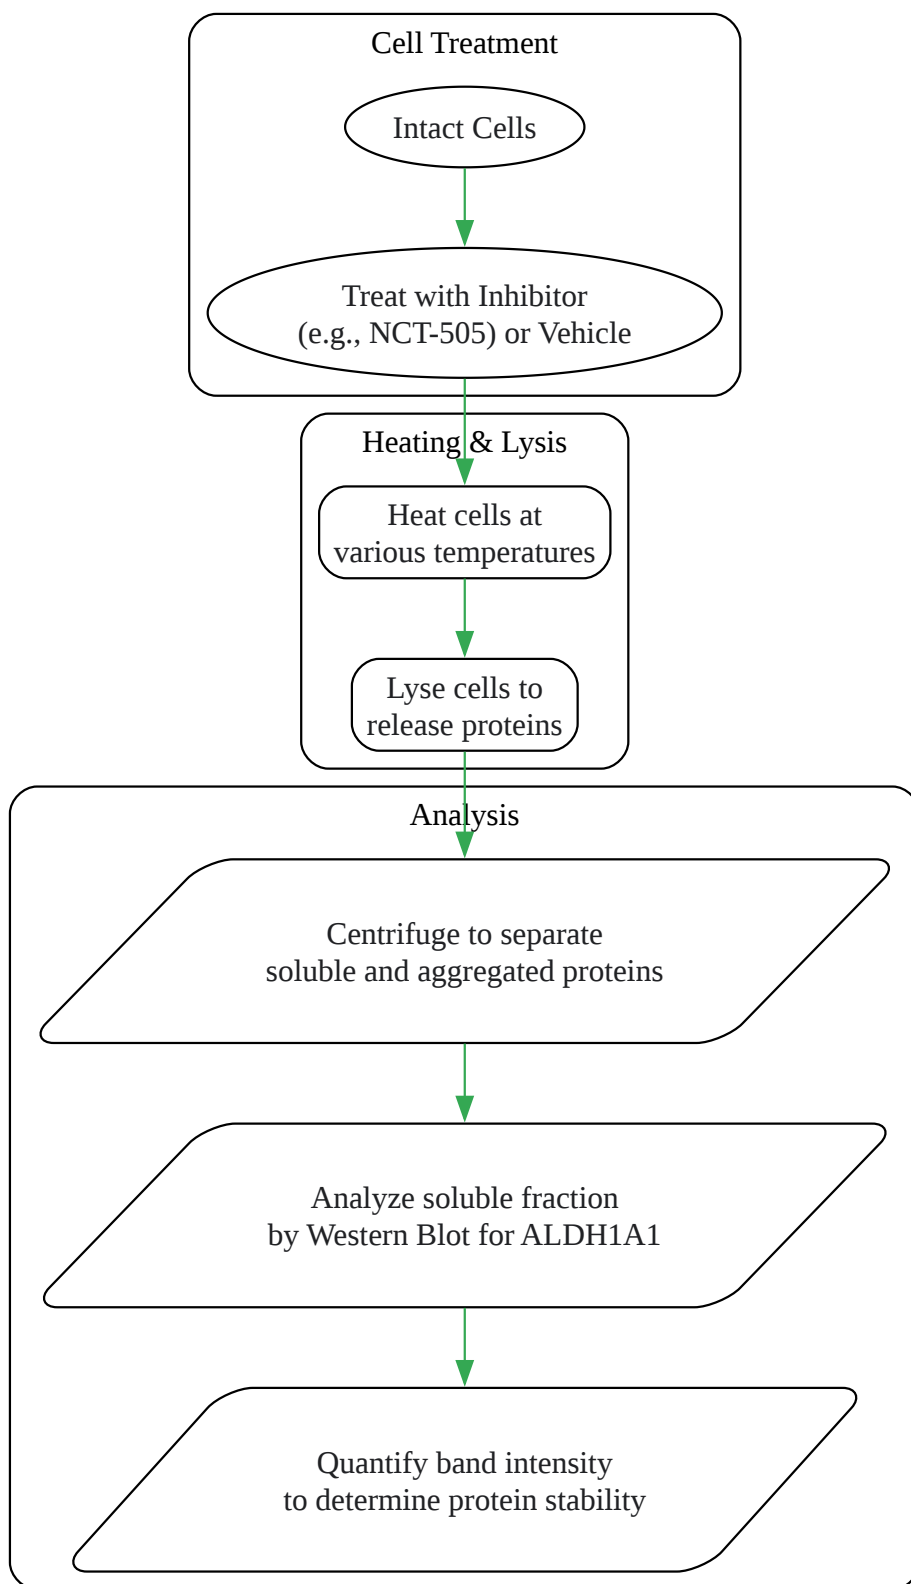 Cell Treatment
Intact Cells
Treat with Inhibitor
(e.g., NCT-505) or Vehicle
Heating & Lysis
Heat cells at
various temperatures
Lyse cells to
release proteins
Analysis
Centrifuge to separate
soluble and aggregated proteins
Analyze soluble fraction
by Western Blot for ALDH1A1
Quantify band intensity
to determine protein stability